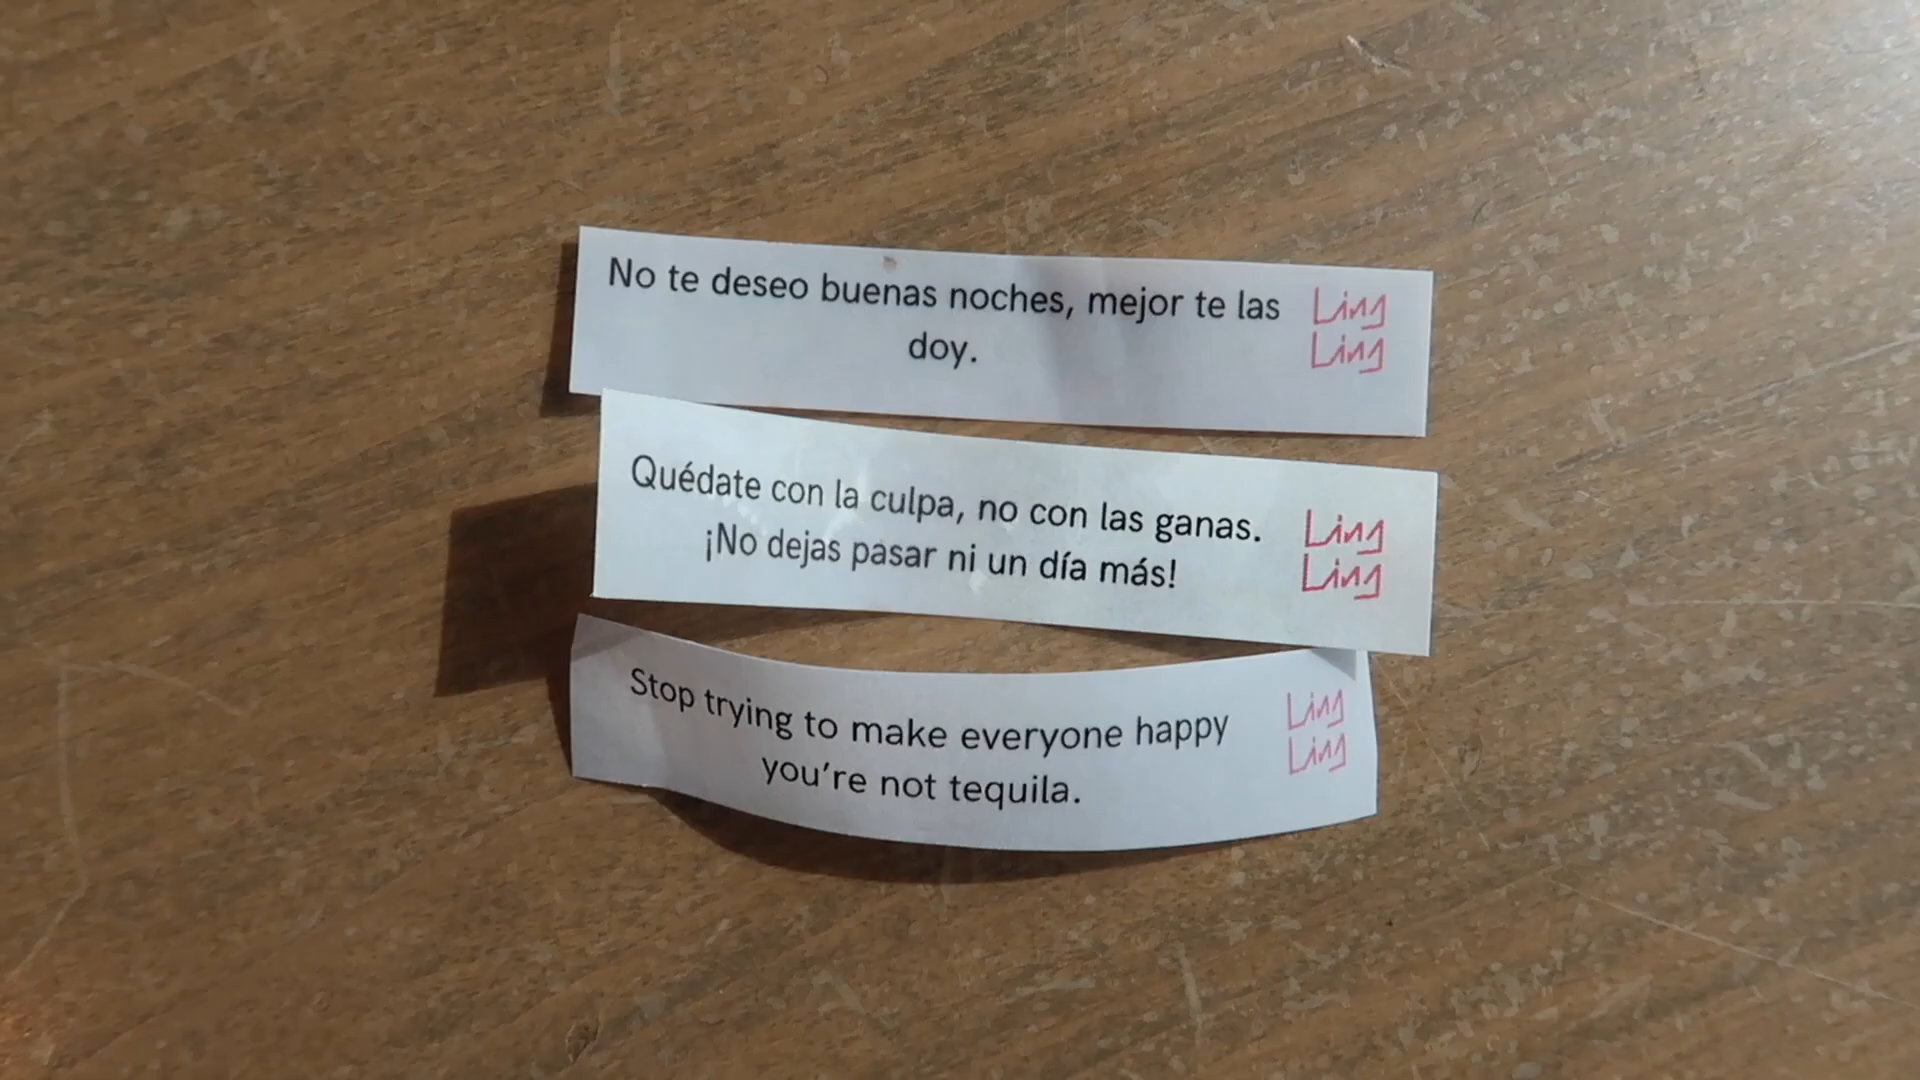 No te deseo buenas noches, mejor te las
doy.
Ling
Ling
Quédate con la culpa, no con las ganas.
¡No dejas pasar ni un día más!
Ling
Ling
Stop trying to make everyone happy
you're not tequila.
Ling
Ling